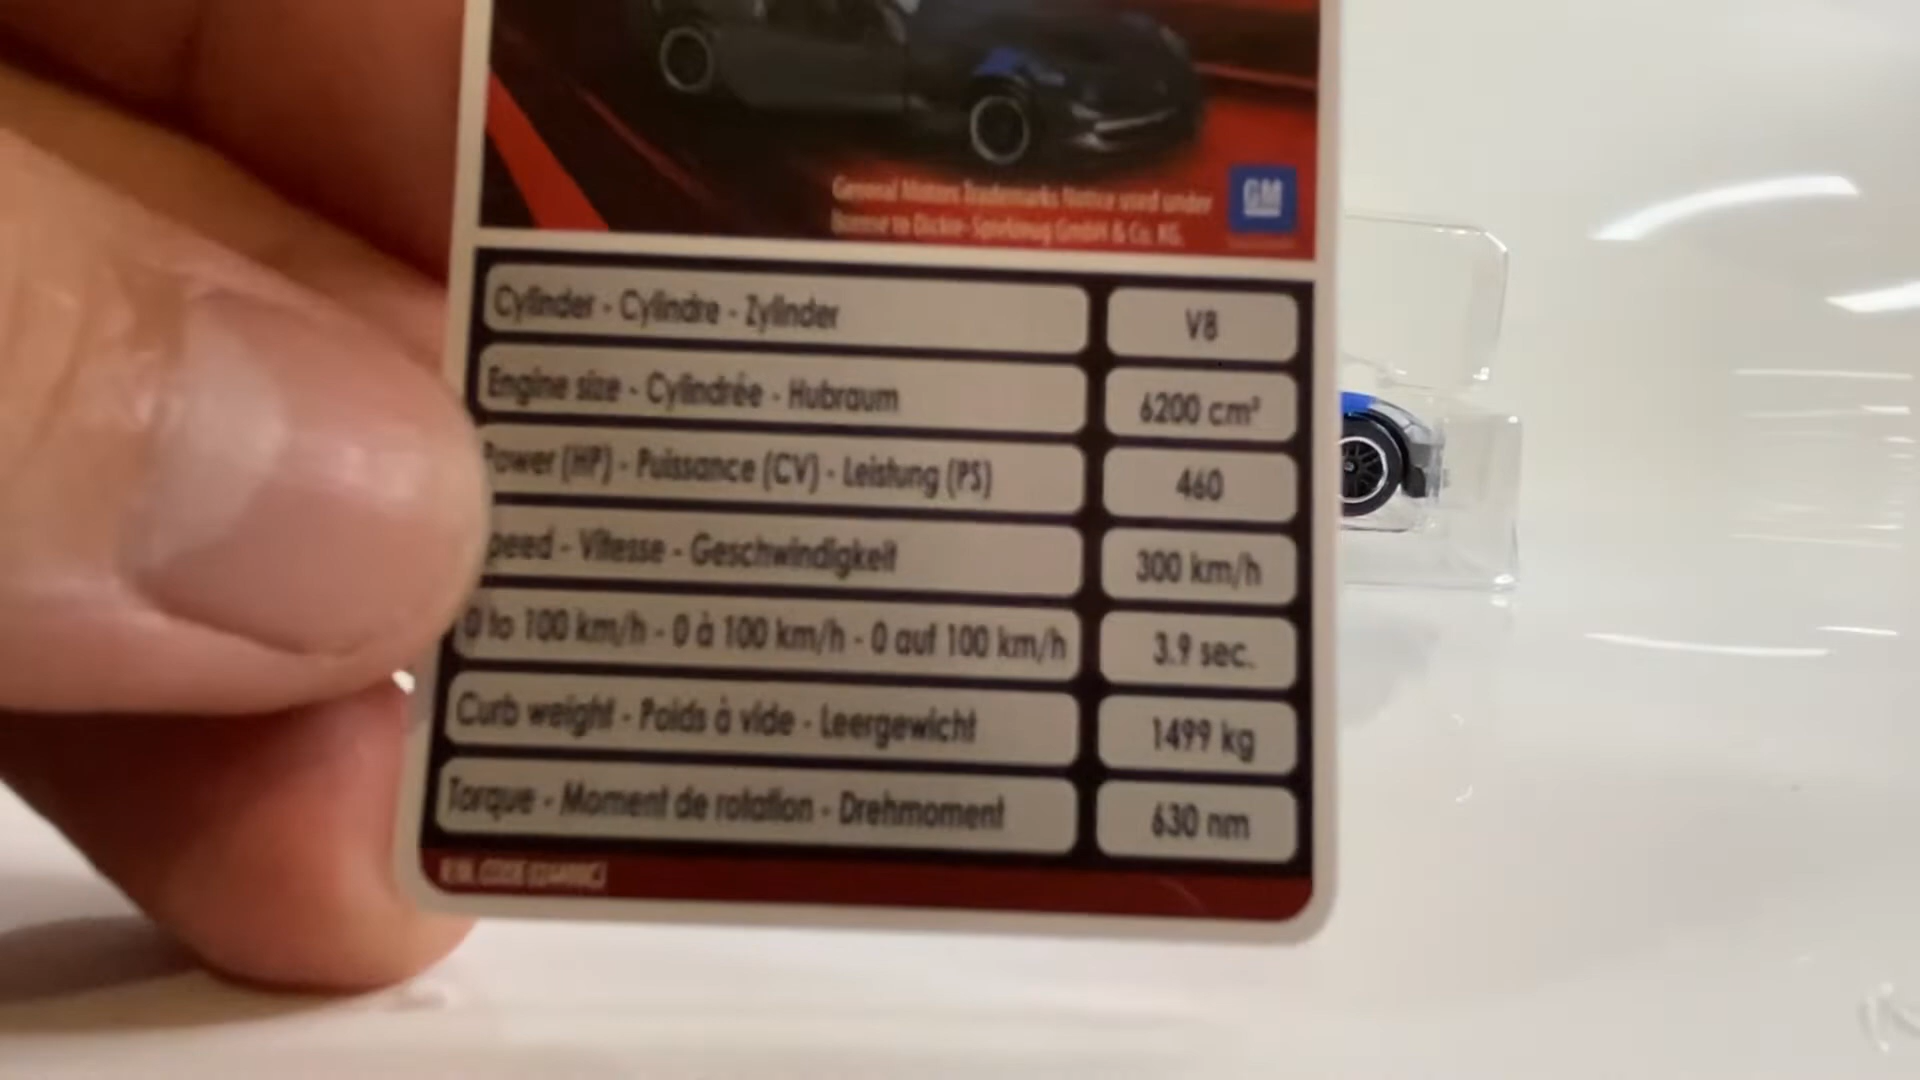 General Motors Trademarks Notice used under
license to Dickie-Spielzeug GmbH & Co. KG.
GM
Cylinder - Cylindre - Zylinder
V8
Engine size - Cylindrée - Hubraum
6200 cm³
Power (HP) - Puissance (CV) - Leistung (PS)
460
peed - Vitesse - Geschwindigkeit
300 km/h
0 to 100 km/h - 0 à 100 km/h - 0 auf 100 km/h
3.9 sec.
Curb weight - Poids à vide - Leergewicht
1499 kg
Torque - Moment de rotation - Drehmoment
630 nm